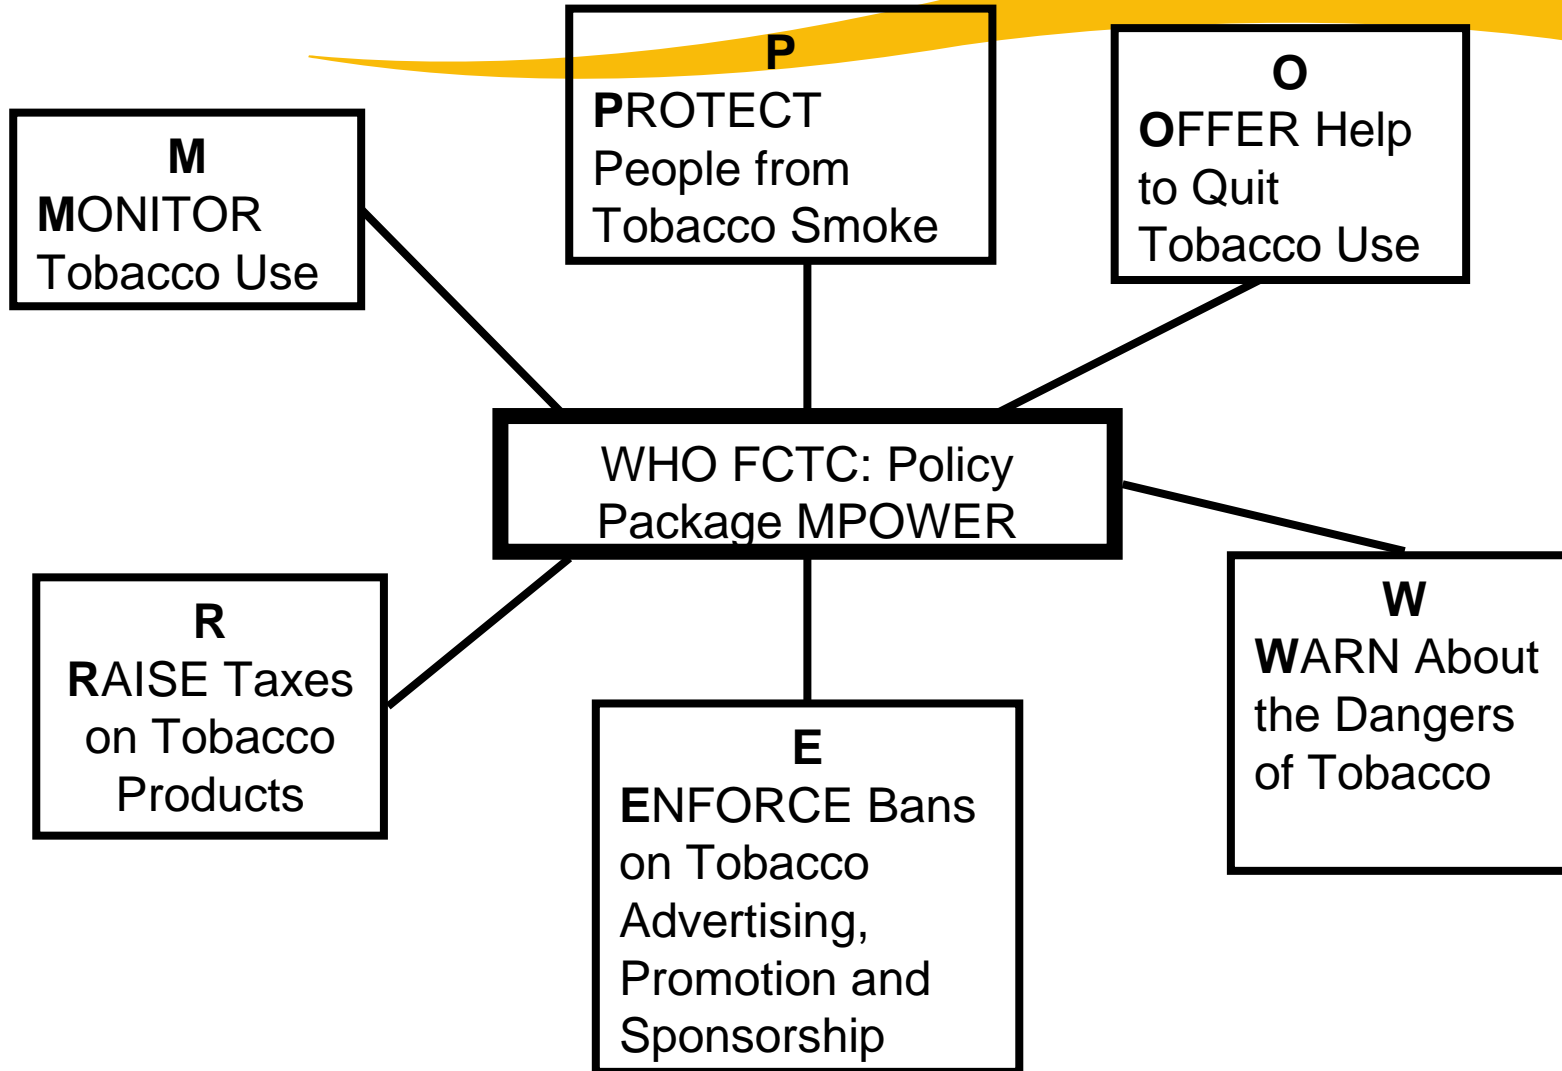 M
MONITOR
Tobacco Use
P
PROTECT
People from
Tobacco Smoke
O
OFFER Help
to Quit
Tobacco Use
WHO FCTC: Policy
Package MPOWER
R
RAISE Taxes
on Tobacco
Products
E
ENFORCE Bans
on Tobacco
Advertising,
Promotion and
Sponsorship
W
WARN About
the Dangers
of Tobacco